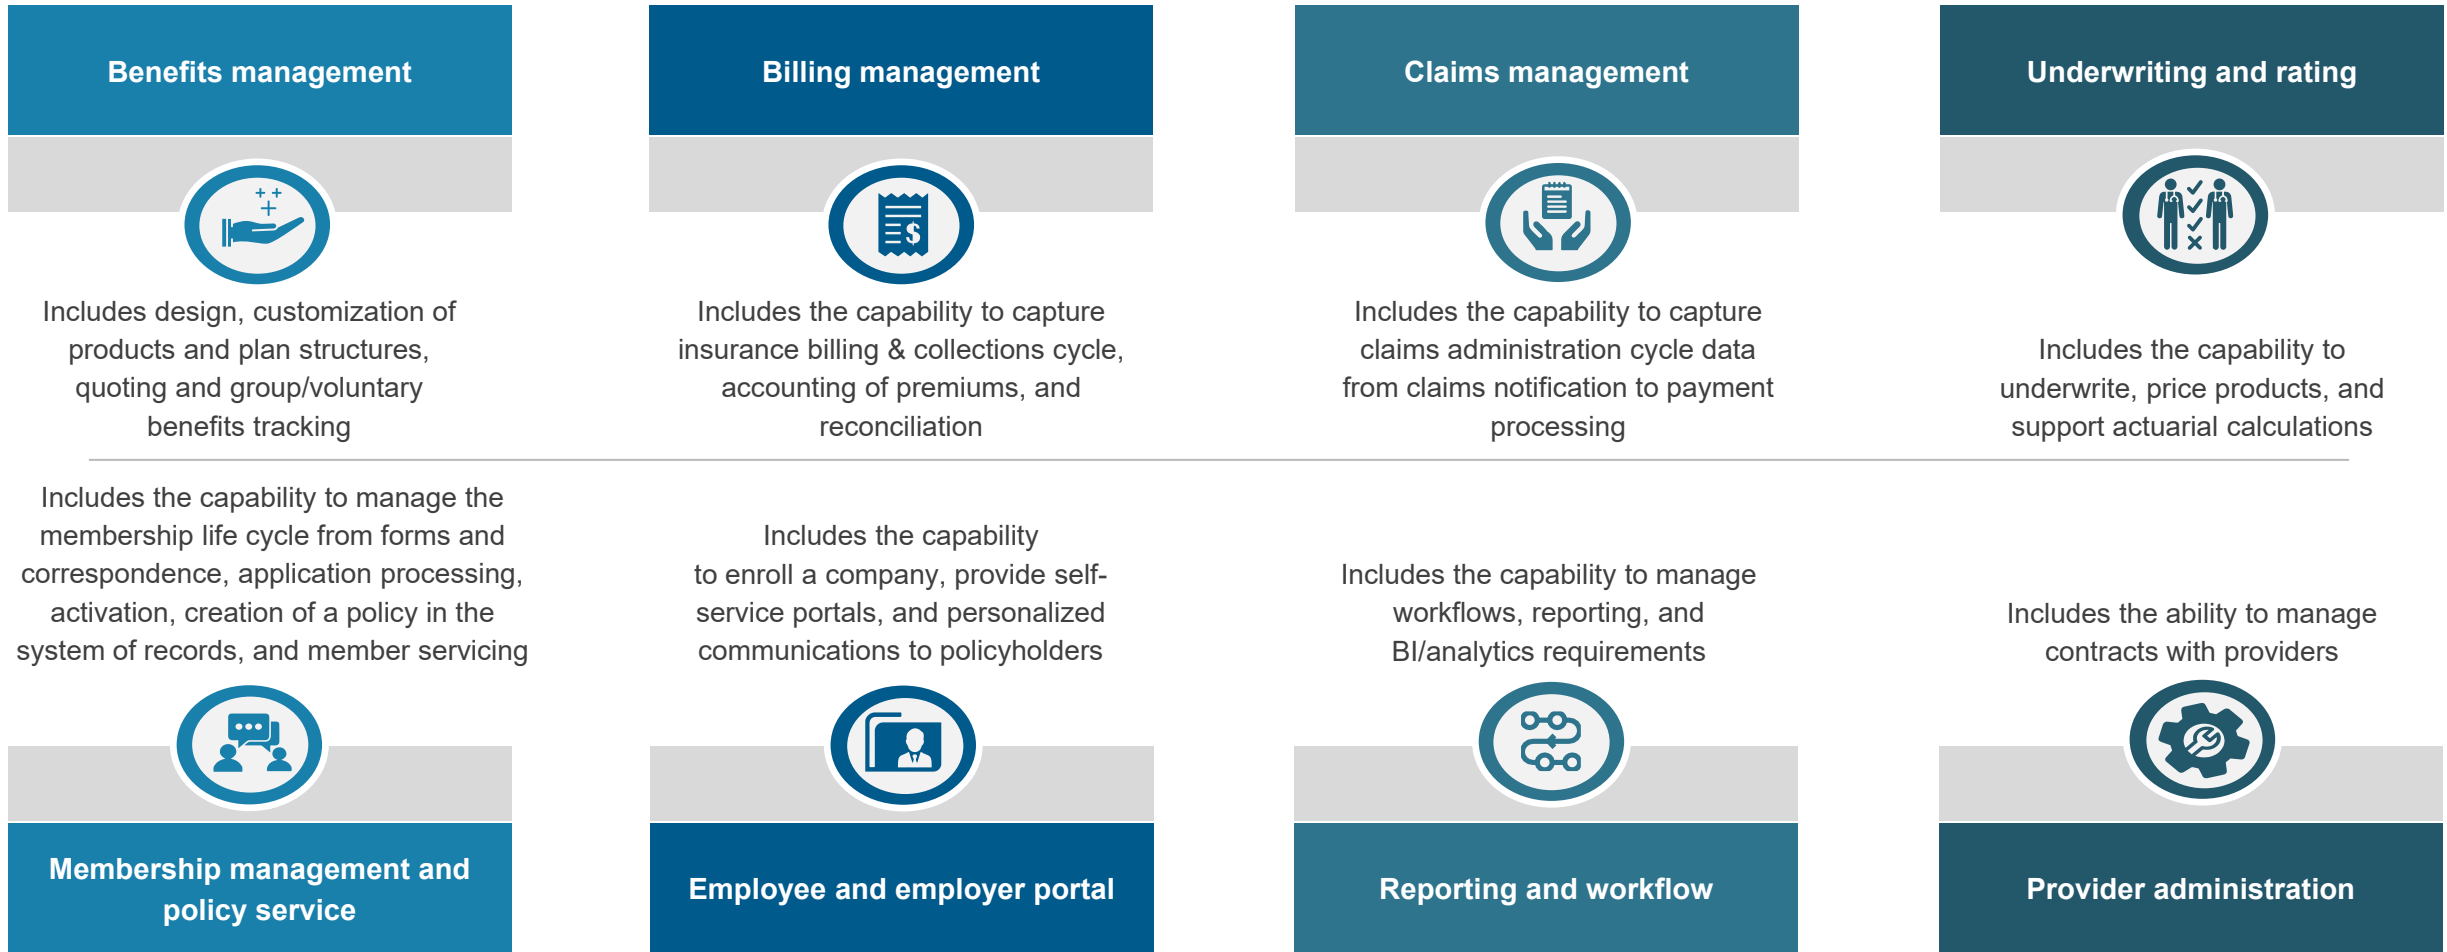 Benefits management
Includes design, customization of
products and plan structures,
quoting and group/voluntary
benefits tracking
Billing management
$
Includes the capability to capture
insurance billing & collections cycle,
accounting of premiums, and
reconciliation
Claims management
Includes the capability to capture
claims administration cycle data
from claims notification to payment
processing
Underwriting and rating
Includes the capability to
underwrite, price products, and
support actuarial calculations
Includes the capability to manage the
membership life cycle from forms and
correspondence, application processing,
activation, creation of a policy in the
system of records, and member servicing
Membership management and
policy service
Includes the capability
to enroll a company, provide self-
service portals, and personalized
communications to policyholders
Employee and employer portal
Includes the capability to manage
workflows, reporting, and
BI/analytics requirements
Reporting and workflow
Includes the ability to manage
contracts with providers
Provider administration